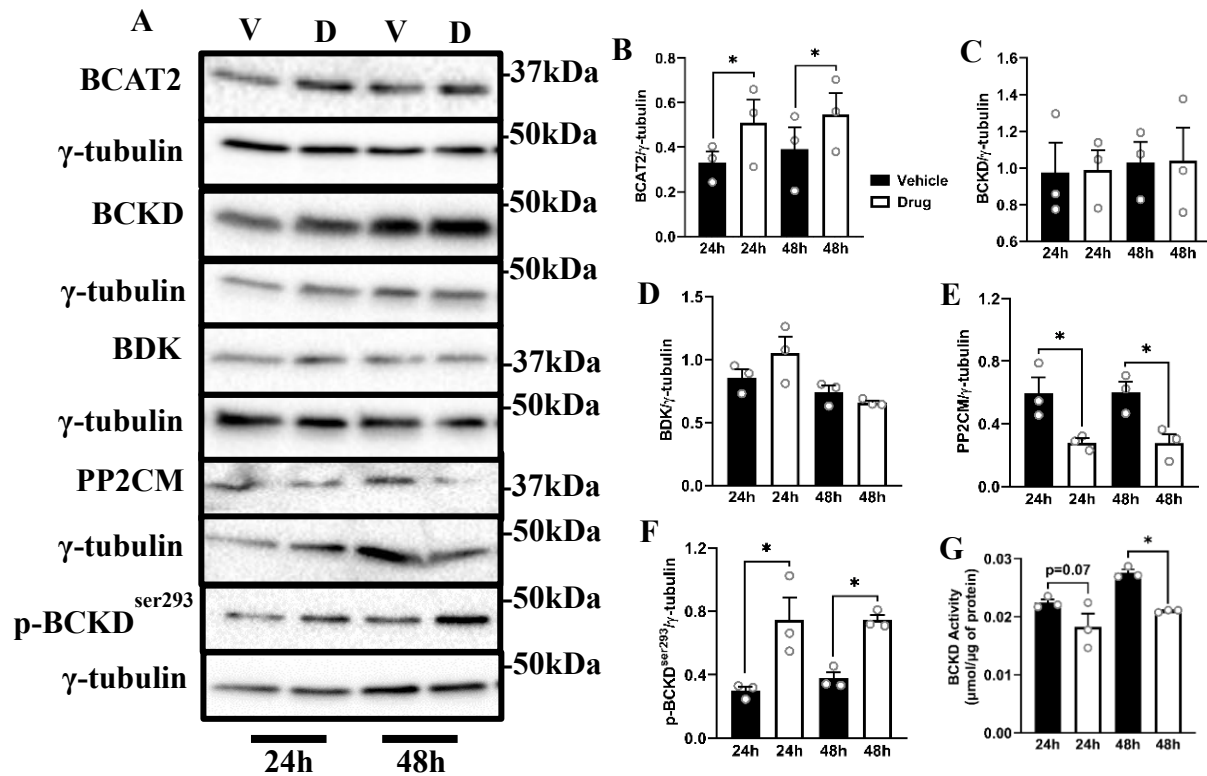 A
V D V D
BCAT2
-37kDa
γ-tubulin
-50kDa
BCKD
-50kDa
γ-tubulin
-50kDa
BDK
-37kDa
γ-tubulin
-50kDa
PP2CM
-37kDa
γ-tubulin
-50kDa
p-BCKDser293
-50kDa
γ-tubulin
-50kDa
24h 48h
B
BCAT2/γ-tubulin
0.8
0.6
0.4
0.2
0.0
* *
24h 24h 48h 48h
Vehicle
Drug
C
BCKD/γ-tubulin
1.6
1.4
1.2
1.0
0.8
0.6
24h 24h 48h 48h
D
BDK/γ-tubulin
1.5
1.0
0.5
0.0
24h 24h 48h 48h
E
PP2CM/γ-tubulin
1.2
0.9
0.6
0.3
0.0
* *
24h 24h 48h 48h
F
p-BCKDser293/γ-tubulin
1.2
0.8
0.4
0.0
* *
24h 24h 48h 48h
G
BCKD Activity
(μmol/μg of protein)
0.03
0.02
0.01
0.00
p=0.07 *
24h 24h 48h 48h